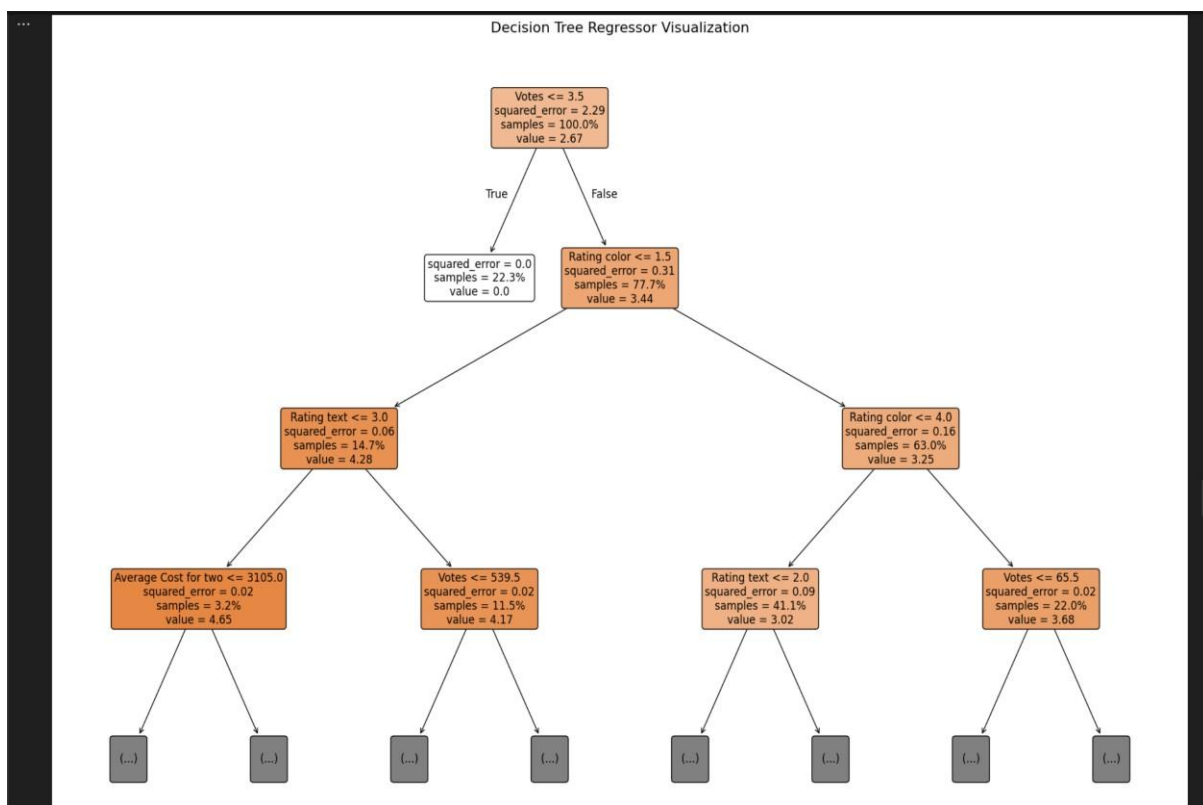 ...
Decision Tree Regressor Visualization
Votes <= 3.5
squared_error = 2.29
samples = 100.0%
value = 2.67
True
False
squared_error = 0.0
samples = 22.3%
value = 0.0
Rating color <= 1.5
squared_error = 0.31
samples = 77.7%
value = 3.44
Rating text <= 3.0
squared_error = 0.06
samples = 14.7%
value = 4.28
Rating color <= 4.0
squared_error = 0.16
samples = 63.0%
value = 3.25
Average Cost for two <= 3105.0
squared_error = 0.02
samples = 3.2%
value = 4.65
Votes <= 539.5
squared_error = 0.02
samples = 11.5%
value = 4.17
Rating text <= 2.0
squared_error = 0.09
samples = 41.1%
value = 3.02
Votes <= 65.5
squared_error = 0.02
samples = 22.0%
value = 3.68
(...)
(...)
(...)
(...)
(...)
(...)
(...)
(...)